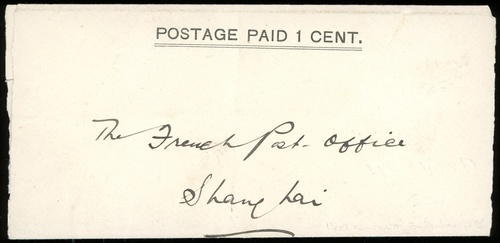 POSTAGE PAID 1 CENT.
The French Post-Office
Shanghai